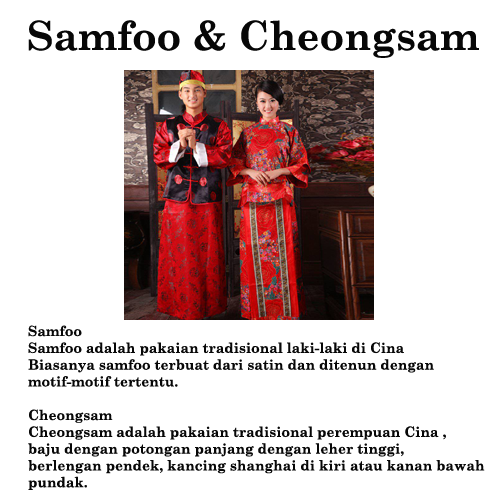 Samfoo & Cheongsam
Samfoo
Samfoo adalah pakaian tradisional laki-laki di Cina
Biasanya samfoo terbuat dari satin dan ditenun dengan
motif-motif tertentu.
Cheongsam
Cheongsam adalah pakaian tradisional perempuan Cina ,
baju dengan potongan panjang dengan leher tinggi,
berlengan pendek, kancing shanghai di kiri atau kanan bawah
pundak.